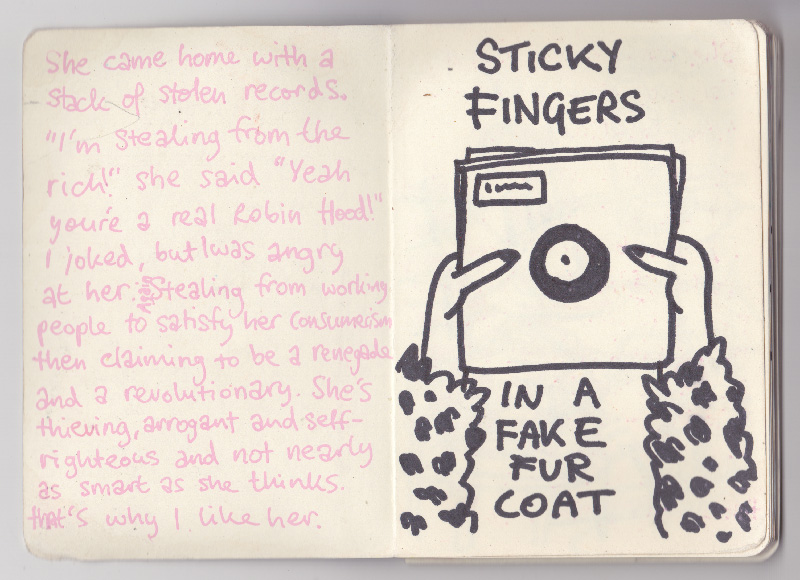 She came home with a
stack of stolen records.
"I'm stealing from the
rich!" she said "Yeah
you're a real Robin Hood!"
I joked, but I was angry
at her. Again Stealing from working
people to satisfy her consumerism
then claiming to be a renegade
and a revolutionary. She's
thieving, arrogant and self-
righteous and not nearly
as smart as she thinks.
that's why I like her.
STICKY
FINGERS
IN A
FAKE
FUR
COAT